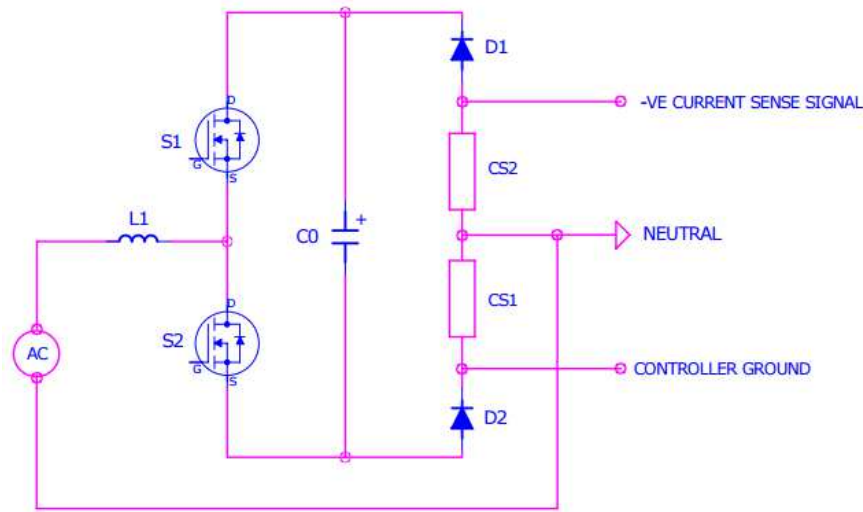 D1
-VE CURRENT SENSE SIGNAL
D
S1
G
S
CS2
L1
C0
+
NEUTRAL
CS1
D
S2
G
S
AC
CONTROLLER GROUND
D2